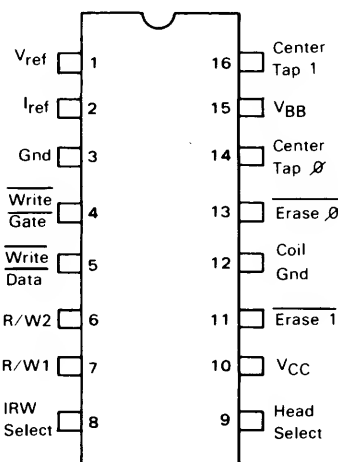 Vref 1
Iref 2
Gnd 3
Write
Gate 4
Write
Data 5
R/W2 6
R/W1 7
IRW
Select 8
16 Center
Tap 1
15 VBB
14 Center
Tap Ø
13 Erase Ø
12 Coil
Gnd
11 Erase 1
10 VCC
9 Head
Select